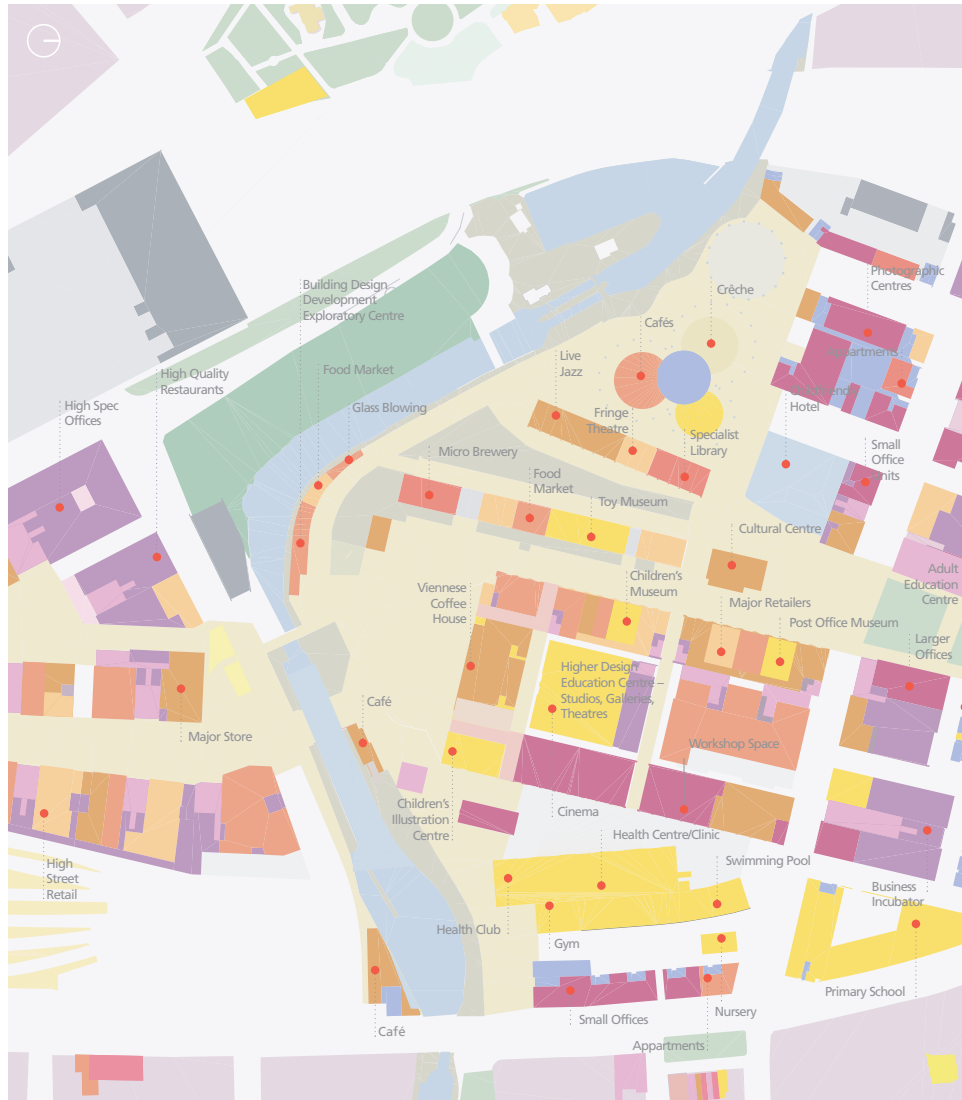 Building Design
Development
Exploratory Centre
Photographic
Centres
Crêche
Cafés
Appartments
Live
Jazz
High Quality
Restaurants
Food Market
High Spec
Offices
Glass Blowing
Hotel
Fringe
Theatre
Specialist
Library
Small
Office
Units
Micro Brewery
Food
Market
Toy Museum
Cultural Centre
Adult
Education
Centre
Viennese
Coffee
House
Children's
Museum
Major Retailers
Post Office Museum
Larger
Offices
Higher Design
Education Centre –
Studios, Galleries,
Theatres
Café
Major Store
Workshop Space
Children's
Illustration
Centre
Cinema
Health Centre/Clinic
Swimming Pool
High
Street
Retail
Business
Incubator
Health Club
Gym
Primary School
Nursery
Small Offices
Café
Appartments